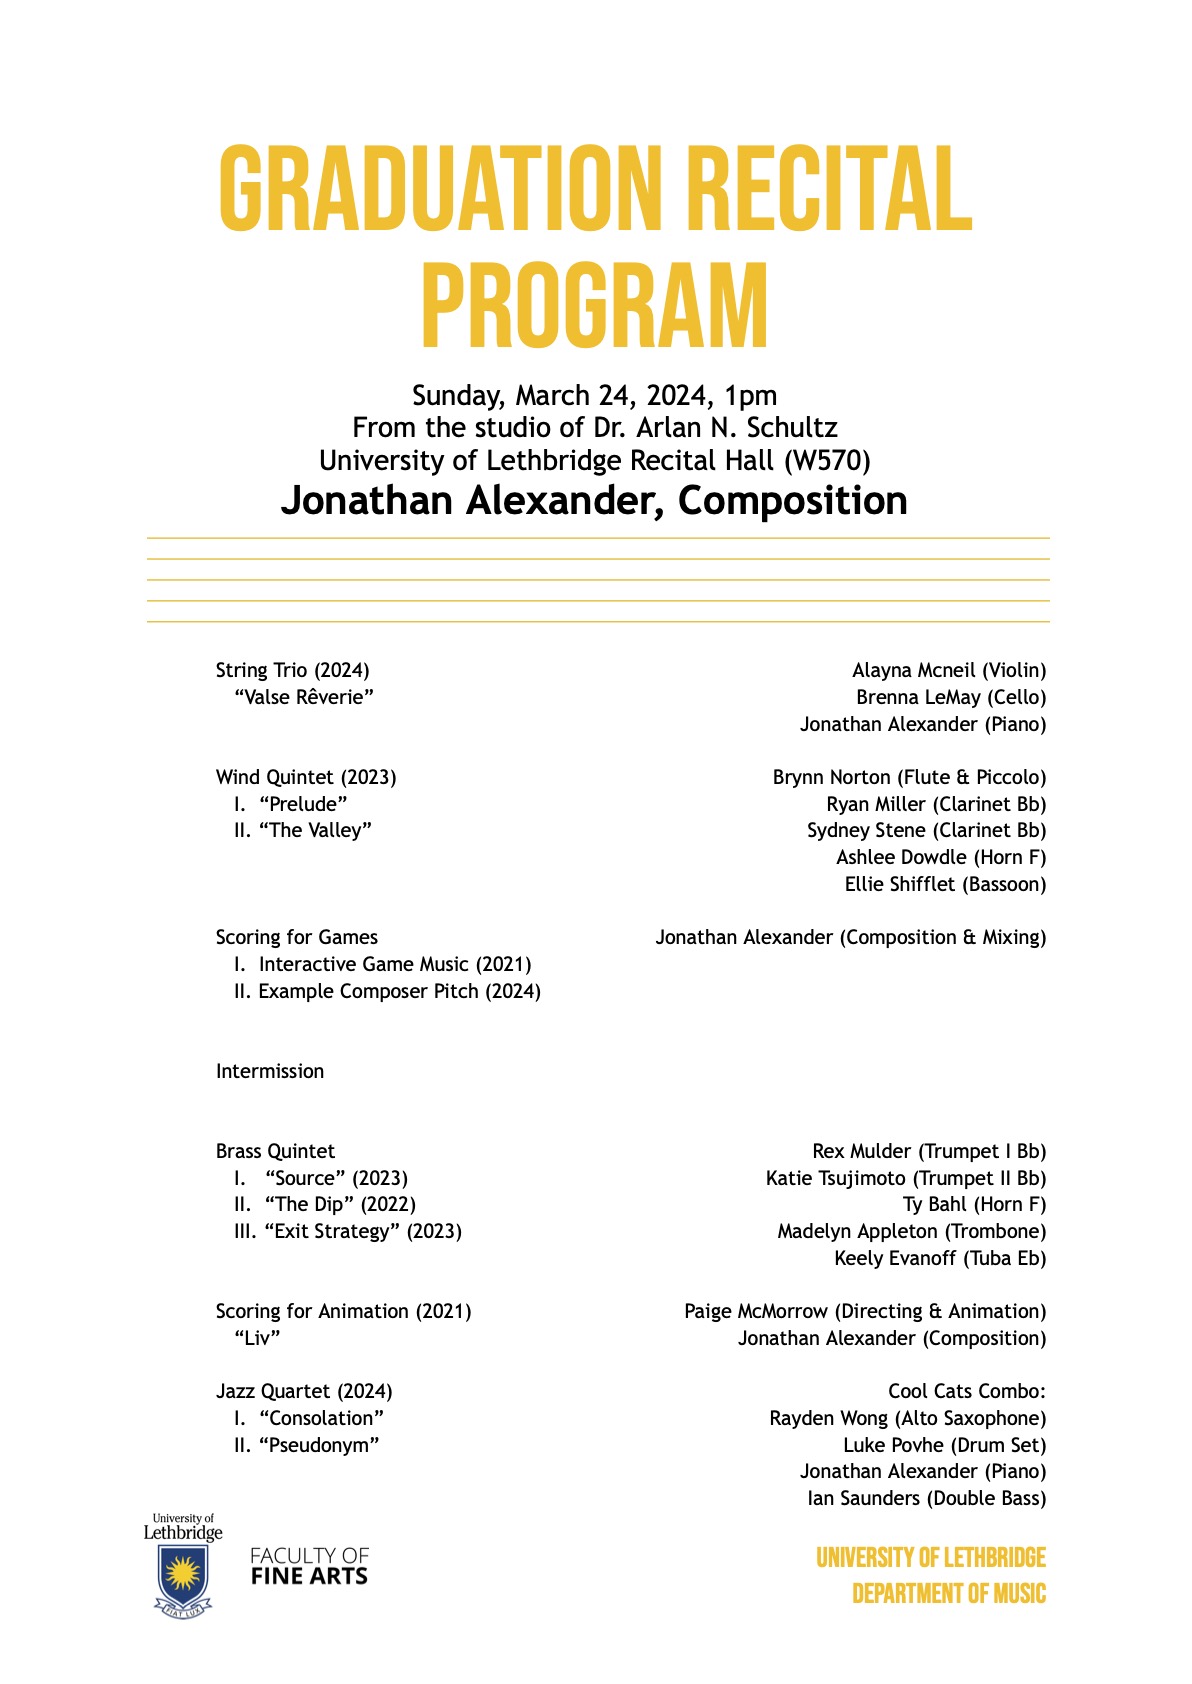 GRADUATION RECITAL
PROGRAM
Sunday, March 24, 2024, 1pm
From the studio of Dr. Arlan N. Schultz
University of Lethbridge Recital Hall (W570)
Jonathan Alexander, Composition
String Trio (2024) Alayna Mcneil (Violin)
“Valse Rêverie” Brenna LeMay (Cello)
Jonathan Alexander (Piano)
Wind Quintet (2023) Brynn Norton (Flute & Piccolo)
I. “Prelude” Ryan Miller (Clarinet Bb)
II. “The Valley” Sydney Stene (Clarinet Bb)
Ashlee Dowdle (Horn F)
Ellie Shifflet (Bassoon)
Scoring for Games Jonathan Alexander (Composition & Mixing)
I. Interactive Game Music (2021)
II. Example Composer Pitch (2024)
Intermission
Brass Quintet Rex Mulder (Trumpet I Bb)
I. “Source” (2023) Katie Tsujimoto (Trumpet II Bb)
II. “The Dip” (2022) Ty Bahl (Horn F)
III. “Exit Strategy” (2023) Madelyn Appleton (Trombone)
Keely Evanoff (Tuba Eb)
Scoring for Animation (2021) Paige McMorrow (Directing & Animation)
“Liv” Jonathan Alexander (Composition)
Jazz Quartet (2024) Cool Cats Combo:
I. “Consolation” Rayden Wong (Alto Saxophone)
II. “Pseudonym” Luke Povhe (Drum Set)
Jonathan Alexander (Piano)
Ian Saunders (Double Bass)
University of
Lethbridge
FIAT LUX
FACULTY OF
FINE ARTS
UNIVERSITY OF LETHBRIDGE
DEPARTMENT OF MUSIC